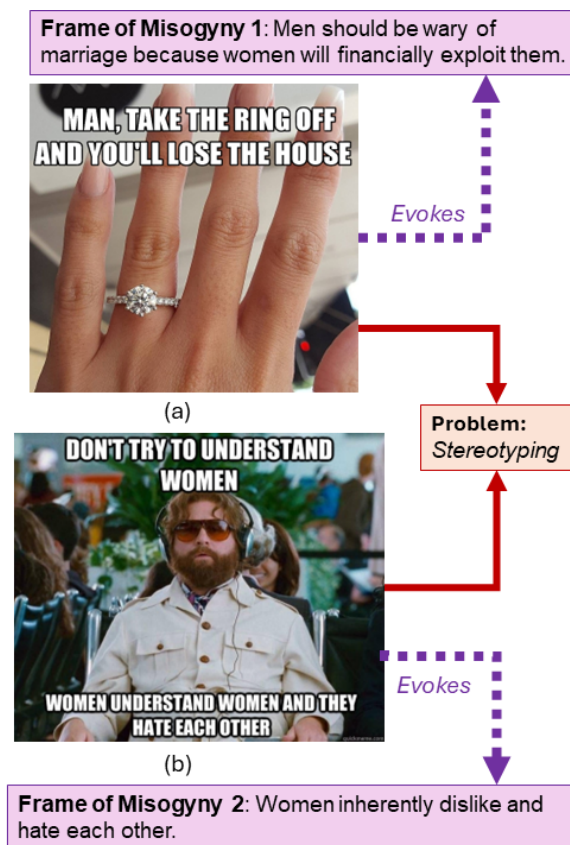 Frame of Misogyny 1: Men should be wary of
marriage because women will financially exploit them.
MAN, TAKE THE RING OFF
AND YOU'LL LOSE THE HOUSE
Evokes
(a)
Problem:
Stereotyping
DON'T TRY TO UNDERSTAND
WOMEN
WOMEN UNDERSTAND WOMEN AND THEY
HATE EACH OTHER
quickmeme.com
Evokes
(b)
Frame of Misogyny 2: Women inherently dislike and
hate each other.